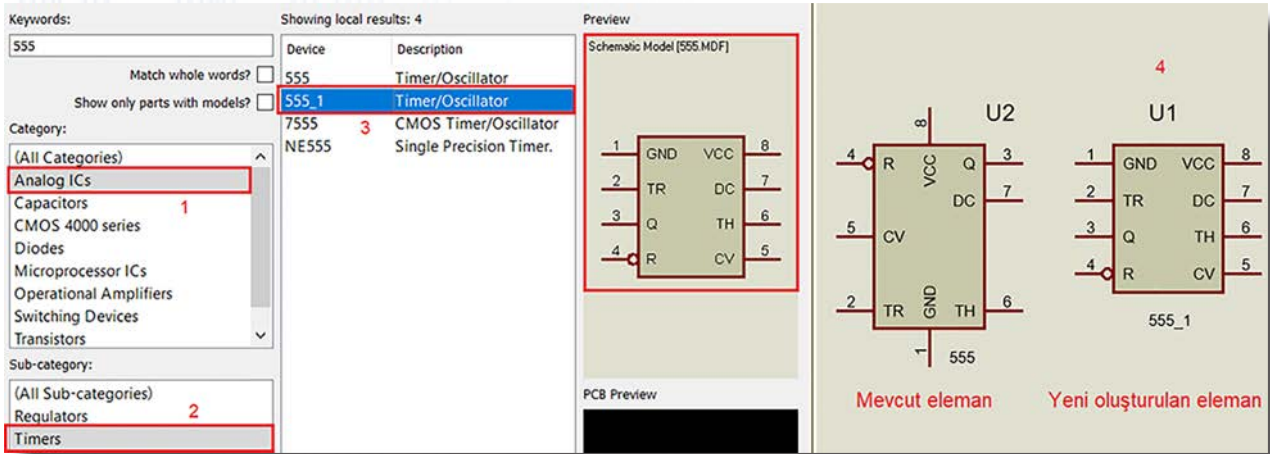 Keywords:
555
Match whole words?
Show only parts with models?
Category:
(All Categories)
Analog ICs
1
Capacitors
CMOS 4000 series
Diodes
Microprocessor ICs
Operational Amplifiers
Switching Devices
Transistors
Sub-category:
(All Sub-categories)
Regulators
2
Timers
Showing local results: 4
Device Description
555 Timer/Oscillator
555_1 Timer/Oscillator
7555 CMOS Timer/Oscillator
3
NE555 Single Precision Timer.
Preview
Schematic Model [555.MDF]
1 GND VCC 8
2 TR DC 7
3 Q TH 6
4 R CV 5
PCB Preview
U2
8
4 R VCC Q 3
DC 7
5 CV
2 TR GND TH 6
1
555
Mevcut eleman
4
U1
1 GND VCC 8
2 TR DC 7
3 Q TH 6
4 R CV 5
555_1
Yeni oluşturulan eleman